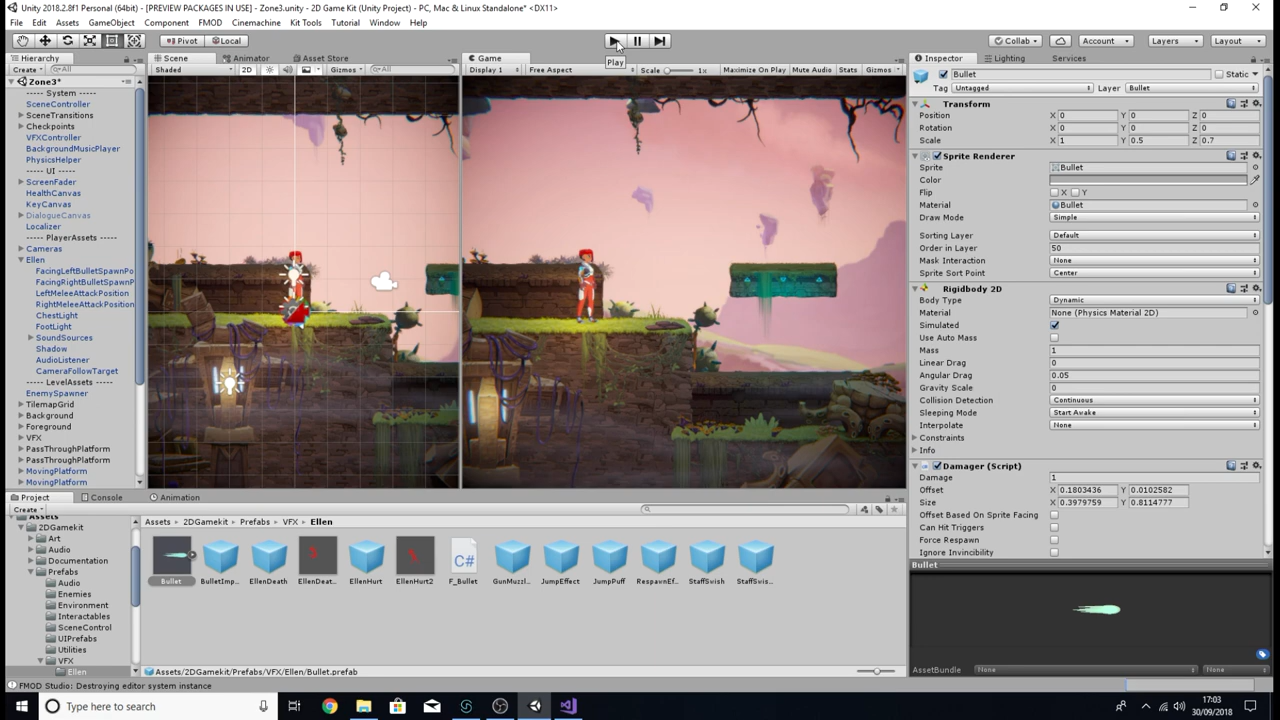 Unity 2018.2.8f1 Personal (64bit) - [PREVIEW PACKAGES IN USE] - Zone3.unity - 2D Game Kit (Unity Project) - PC, Mac & Linux Standalone* <DX11>
File Edit Assets GameObject Component FMOD Cinemachine Kit Tools Tutorial Window Help
Pivot Local Collab Account Layers Layout
Play
Hierarchy
Create All
Zone3*
----- System -----
SceneController
SceneTransitions
Checkpoints
VFXController
BackgroundMusicPlayer
PhysicsHelper
----- UI -----
ScreenFader
HealthCanvas
KeyCanvas
DialogueCanvas
Localizer
----- PlayerAssets -----
Cameras
Ellen
FacingLeftBulletSpawnPo
FacingRightBulletSpawnP
LeftMeleeAttackPosition
RightMeleeAttackPosition
ChestLight
FootLight
SoundSources
Shadow
AudioListener
CameraFollowTarget
----- LevelAssets -----
EnemySpawner
TilemapGrid
Background
Foreground
VFX
PassThroughPlatform
PassThroughPlatform
MovingPlatform
MovingPlatform
Scene Animator Asset Store
Shaded 2D Gizmos All
Game
Display 1 Free Aspect Scale 1x Maximize On Play Mute Audio Stats Gizmos
Inspector Lighting Services
Bullet Static
Tag Untagged Layer Bullet
Transform
Position X 0 Y 0 Z 0
Rotation X 0 Y 0 Z 0
Scale X 1 Y 0.5 Z 0.7
Sprite Renderer
Sprite Bullet
Color
Flip X Y
Material Bullet
Draw Mode Simple
Sorting Layer Default
Order in Layer 50
Mask Interaction None
Sprite Sort Point Center
Rigidbody 2D
Body Type Dynamic
Material None (Physics Material 2D)
Simulated
Use Auto Mass
Mass 1
Linear Drag 0
Angular Drag 0.05
Gravity Scale 0
Collision Detection Continuous
Sleeping Mode Start Awake
Interpolate None
Constraints
Info
Damager (Script)
Damage 1
Offset X 0.1803436 Y 0.0102582
Size X 0.3979759 Y 0.8114777
Offset Based On Sprite Facing
Can Hit Triggers
Force Respawn
Ignore Invincibility
Bullet
AssetBundle None None
Project Console Animation
Create
Assets
2DGamekit
Art
Audio
Documentation
Prefabs
Audio
Enemies
Environment
Interactables
SceneControl
UIPrefabs
Utilities
VFX
Ellen
Assets 2DGamekit Prefabs VFX Ellen
Bullet BulletImp... EllenDeath EllenDeat... EllenHurt EllenHurt2 F_Bullet GunMuzzl... JumpEffect JumpPuff RespawnEf... StaffSwish StaffSwis...
C#
Assets/2DGamekit/Prefabs/VFX/Ellen/Bullet.prefab
FMOD Studio: Destroying editor system instance
Type here to search
17:03
30/09/2018